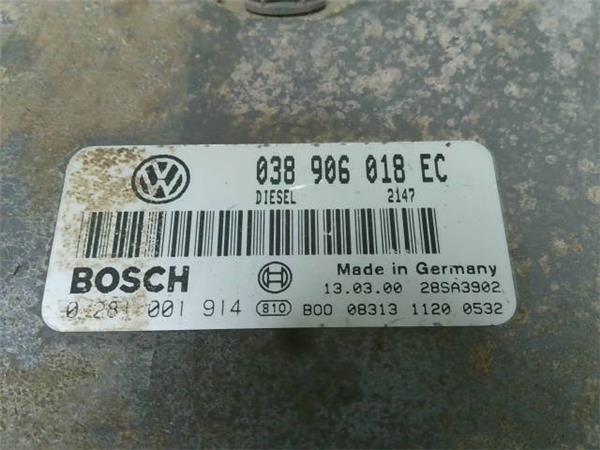 038 906 018 EC
DIESEL 2147
BOSCH Made in Germany
13.03.00 28SA3902
0 281 001 914 810 B00 08313 1120 0532